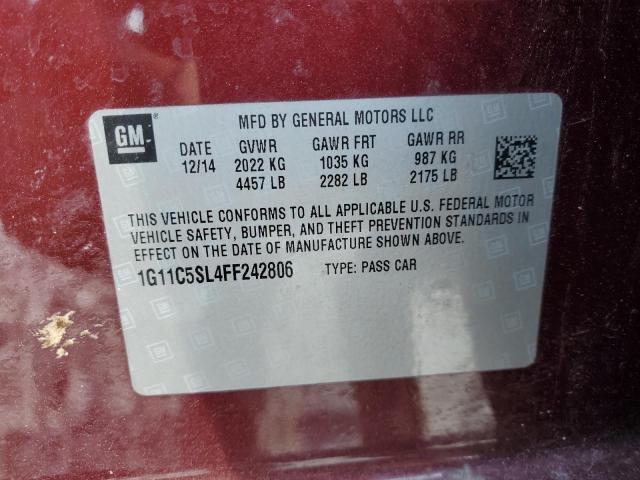 GM
MFD BY GENERAL MOTORS LLC
DATE GVWR GAWR FRT GAWR RR
12/14 2022 KG 1035 KG 987 KG
4457 LB 2282 LB 2175 LB
THIS VEHICLE CONFORMS TO ALL APPLICABLE U.S. FEDERAL MOTOR
VEHICLE SAFETY, BUMPER, AND THEFT PREVENTION STANDARDS IN
EFFECT ON THE DATE OF MANUFACTURE SHOWN ABOVE.
1G11C5SL4FF242806 TYPE: PASS CAR